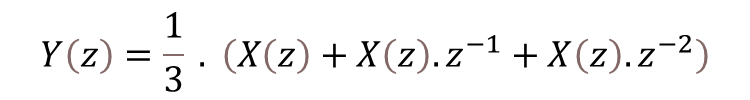 Y(z) = 1/3 . (X(z) + X(z).z⁻¹ + X(z).z⁻²)